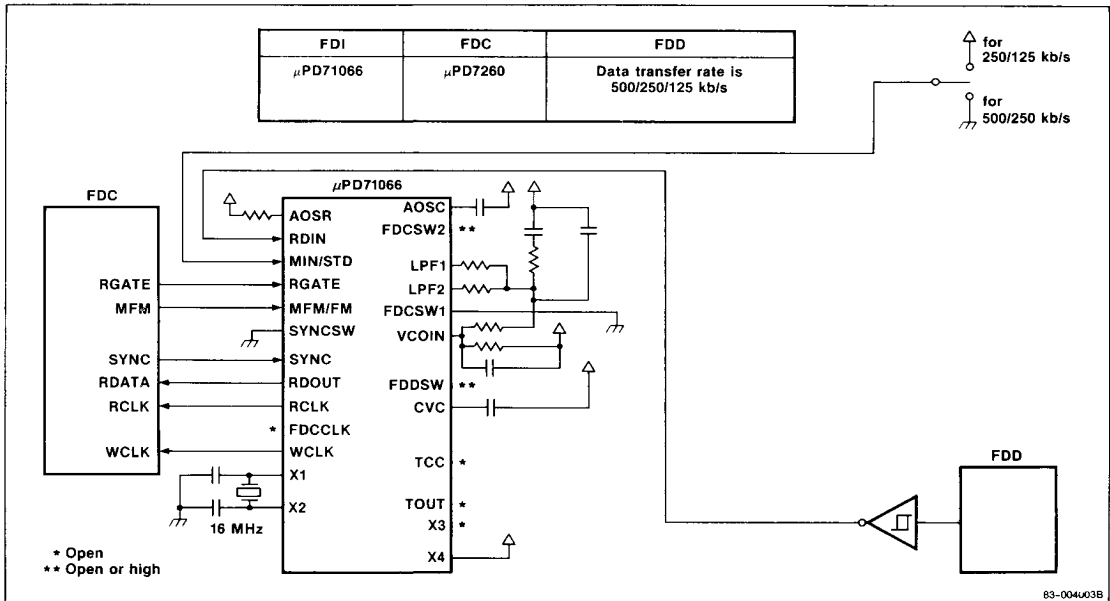 FDI FDC FDD
μPD71066 μPD7260 Data transfer rate is
500/250/125 kb/s
for
250/125 kb/s
for
500/250 kb/s
FDC
RGATE
MFM
SYNC
RDATA
RCLK
WCLK
μPD71066
AOSR
RDIN
MIN/STD
RGATE
MFM/FM
SYNCSW
SYNC
RDOUT
RCLK
* FDCCLK
WCLK
X1
X2
16 MHz
AOSC
FDCSW2 **
LPF1
LPF2
FDCSW1
VCOIN
FDDSW **
CVC
TCC *
TOUT *
X3 *
X4
FDD
* Open
** Open or high
83-004003B